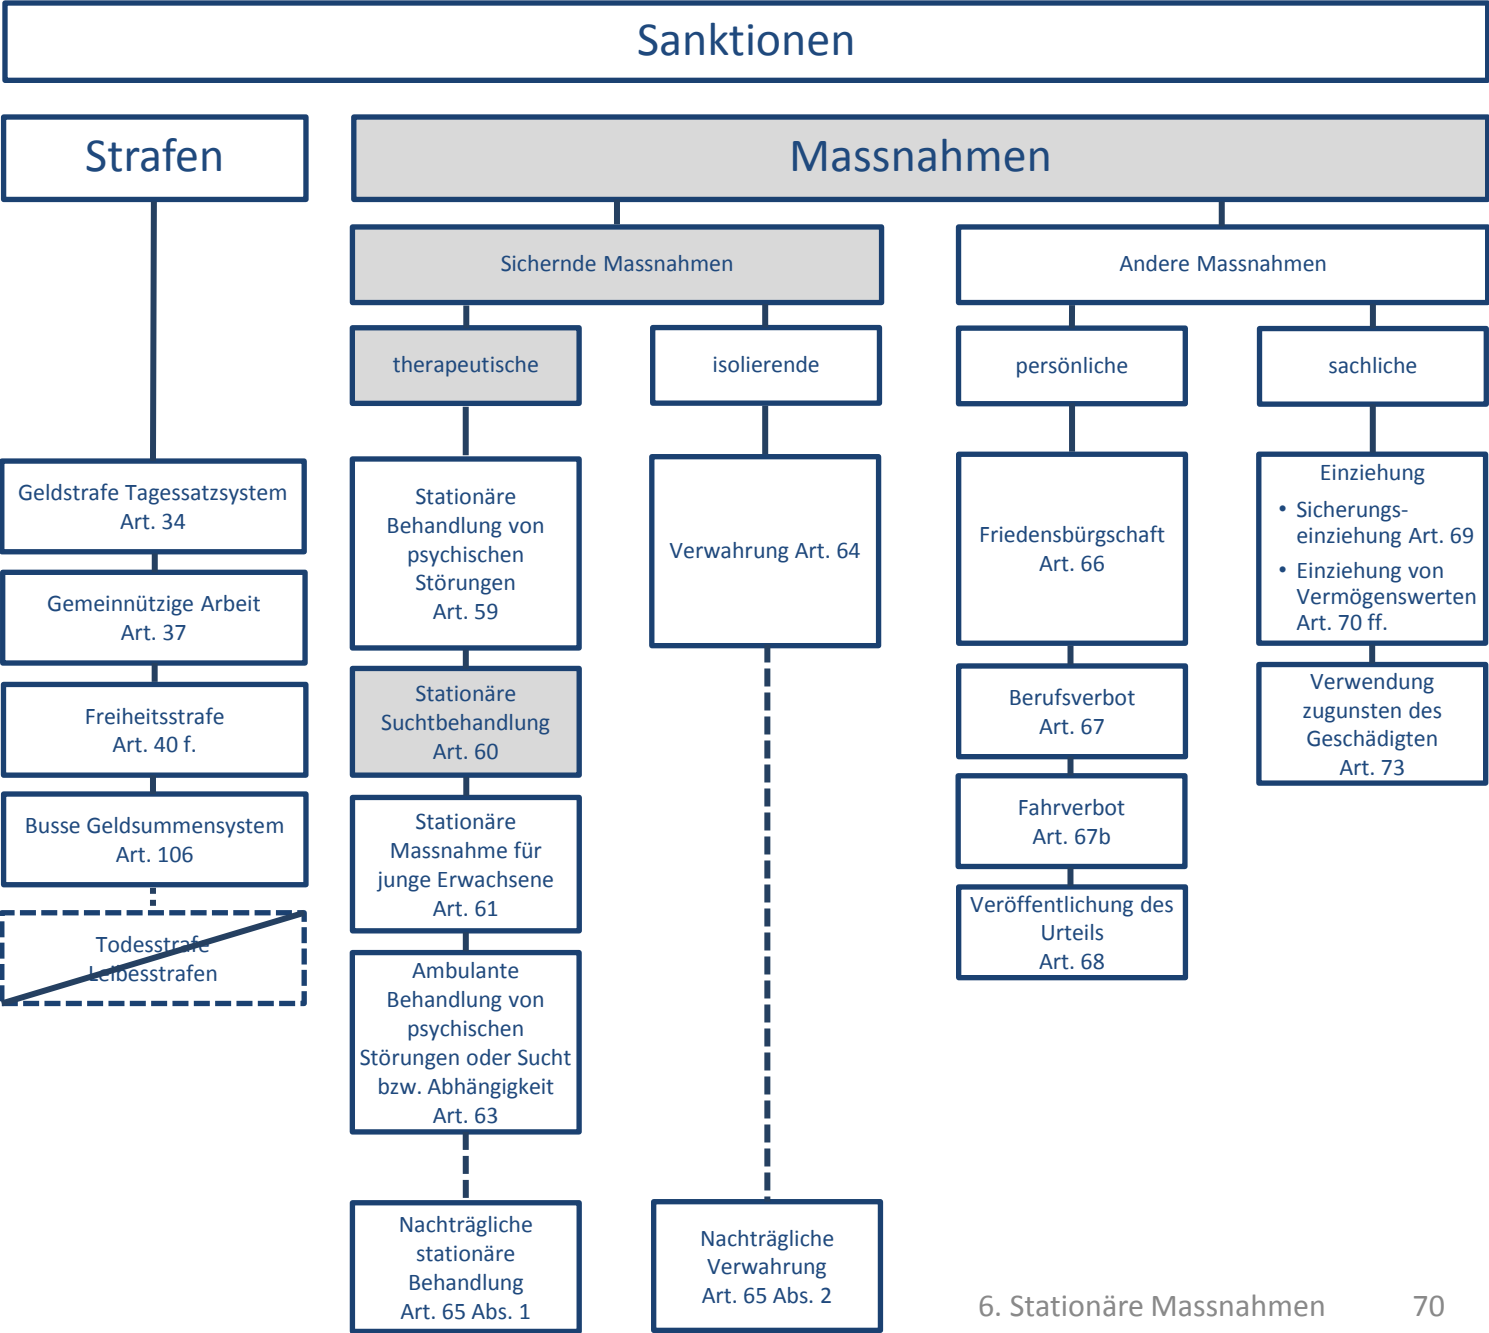 Sanktionen
Strafen
Massnahmen
Sichernde Massnahmen
Andere Massnahmen
therapeutische
isolierende
persönliche
sachliche
Geldstrafe Tagessatzsystem
Art. 34
Gemeinnützige Arbeit
Art. 37
Freiheitsstrafe
Art. 40 f.
Busse Geldsummensystem
Art. 106
Todesstrafe
Leibesstrafen
Stationäre
Behandlung von
psychischen
Störungen
Art. 59
Stationäre
Suchtbehandlung
Art. 60
Stationäre
Massnahme für
junge Erwachsene
Art. 61
Ambulante
Behandlung von
psychischen
Störungen oder Sucht
bzw. Abhängigkeit
Art. 63
Nachträgliche
stationäre
Behandlung
Art. 65 Abs. 1
Verwahrung Art. 64
Nachträgliche
Verwahrung
Art. 65 Abs. 2
Friedensbürgschaft
Art. 66
Berufsverbot
Art. 67
Fahrverbot
Art. 67b
Veröffentlichung des
Urteils
Art. 68
Einziehung
• Sicherungs-
einziehung Art. 69
• Einziehung von
Vermögenswerten
Art. 70 ff.
Verwendung
zugunsten des
Geschädigten
Art. 73
6. Stationäre Massnahmen 70